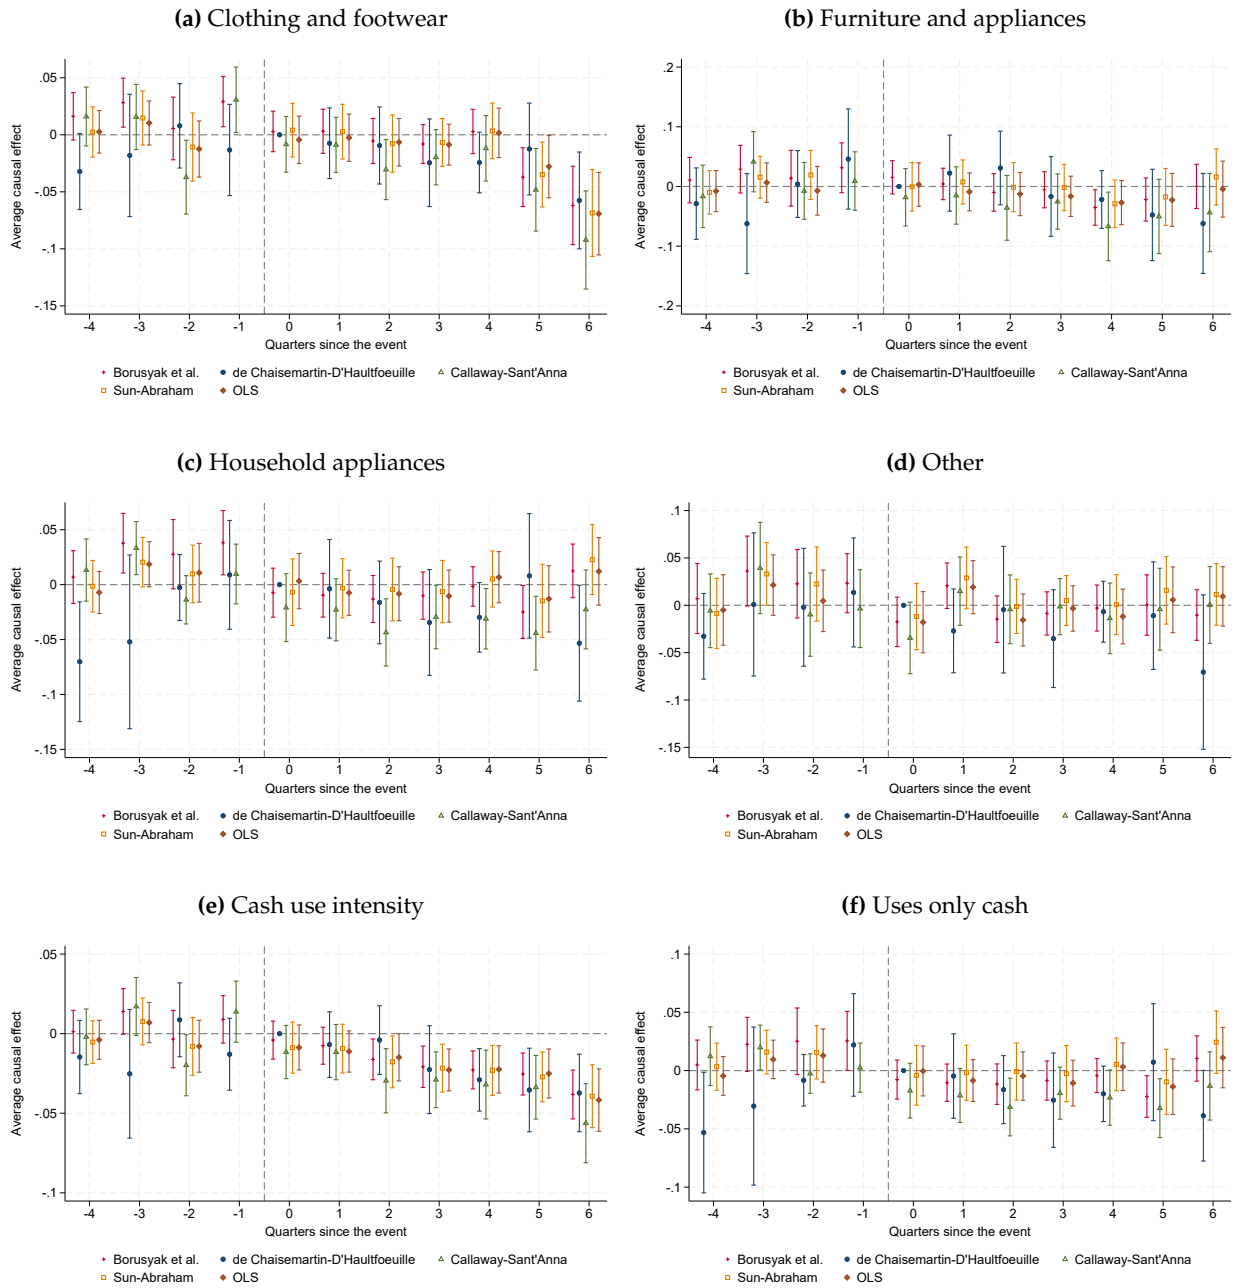 (a) Clothing and footwear
Average causal effect
.05
0
-.05
-.1
-.15
-4 -3 -2 -1 0 1 2 3 4 5 6
Quarters since the event
Borusyak et al. de Chaisemartin-D'Haultfoeuille Callaway-Sant'Anna
Sun-Abraham OLS
(b) Furniture and appliances
Average causal effect
.2
.1
0
-.1
-.2
-4 -3 -2 -1 0 1 2 3 4 5 6
Quarters since the event
Borusyak et al. de Chaisemartin-D'Haultfoeuille Callaway-Sant'Anna
Sun-Abraham OLS
(c) Household appliances
Average causal effect
.05
0
-.05
-.1
-.15
-4 -3 -2 -1 0 1 2 3 4 5 6
Quarters since the event
Borusyak et al. de Chaisemartin-D'Haultfoeuille Callaway-Sant'Anna
Sun-Abraham OLS
(d) Other
Average causal effect
.1
.05
0
-.05
-.1
-.15
-4 -3 -2 -1 0 1 2 3 4 5 6
Quarters since the event
Borusyak et al. de Chaisemartin-D'Haultfoeuille Callaway-Sant'Anna
Sun-Abraham OLS
(e) Cash use intensity
Average causal effect
.05
0
-.05
-.1
-4 -3 -2 -1 0 1 2 3 4 5 6
Quarters since the event
Borusyak et al. de Chaisemartin-D'Haultfoeuille Callaway-Sant'Anna
Sun-Abraham OLS
(f) Uses only cash
Average causal effect
.1
.05
0
-.05
-.1
-4 -3 -2 -1 0 1 2 3 4 5 6
Quarters since the event
Borusyak et al. de Chaisemartin-D'Haultfoeuille Callaway-Sant'Anna
Sun-Abraham OLS